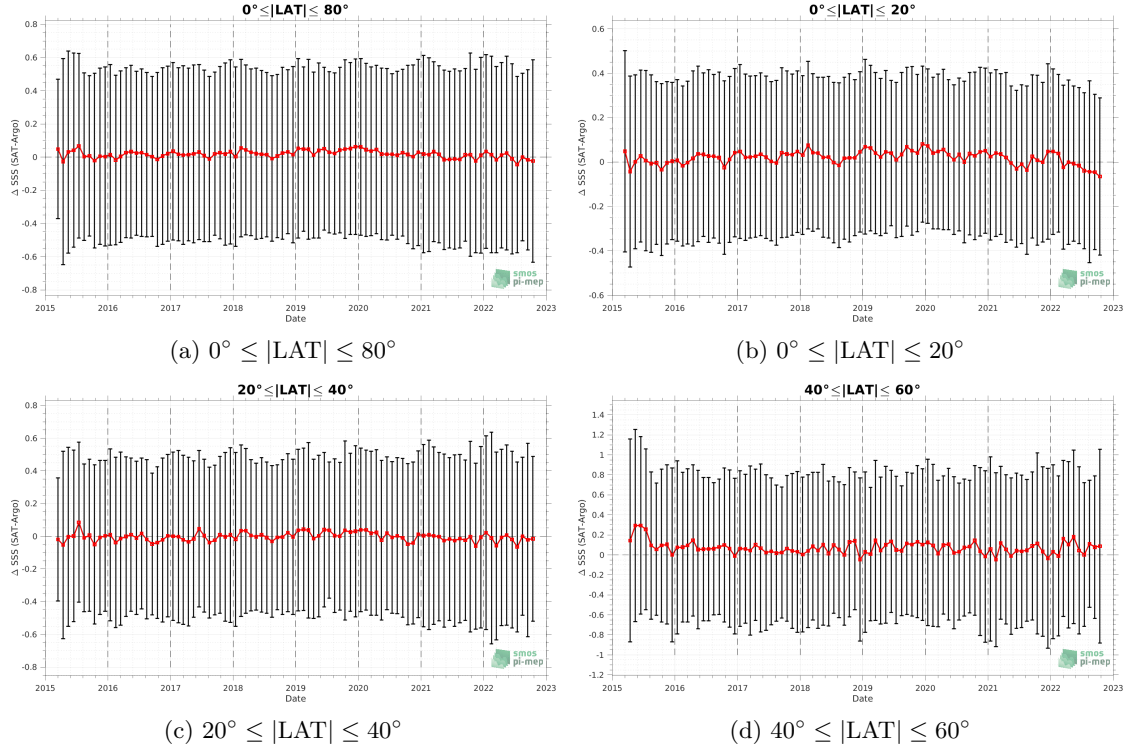 0°≤|LAT|≤ 80°
Δ SSS (SAT-Argo)
0.8
0.6
0.4
0.2
0
-0.2
-0.4
-0.6
-0.8
2015 2016 2017 2018 2019 2020 2021 2022 2023
Date
smos
pi-mep
(a) 0° ≤ |LAT| ≤ 80°
0°≤|LAT|≤ 20°
Δ SSS (SAT-Argo)
0.6
0.4
0.2
0
-0.2
-0.4
-0.6
2015 2016 2017 2018 2019 2020 2021 2022 2023
Date
smos
pi-mep
(b) 0° ≤ |LAT| ≤ 20°
20°≤|LAT|≤ 40°
Δ SSS (SAT-Argo)
0.8
0.6
0.4
0.2
0
-0.2
-0.4
-0.6
-0.8
2015 2016 2017 2018 2019 2020 2021 2022 2023
Date
smos
pi-mep
(c) 20° ≤ |LAT| ≤ 40°
40°≤|LAT|≤ 60°
Δ SSS (SAT-Argo)
1.4
1.2
1
0.8
0.6
0.4
0.2
0
-0.2
-0.4
-0.6
-0.8
-1
-1.2
2015 2016 2017 2018 2019 2020 2021 2022 2023
Date
smos
pi-mep
(d) 40° ≤ |LAT| ≤ 60°